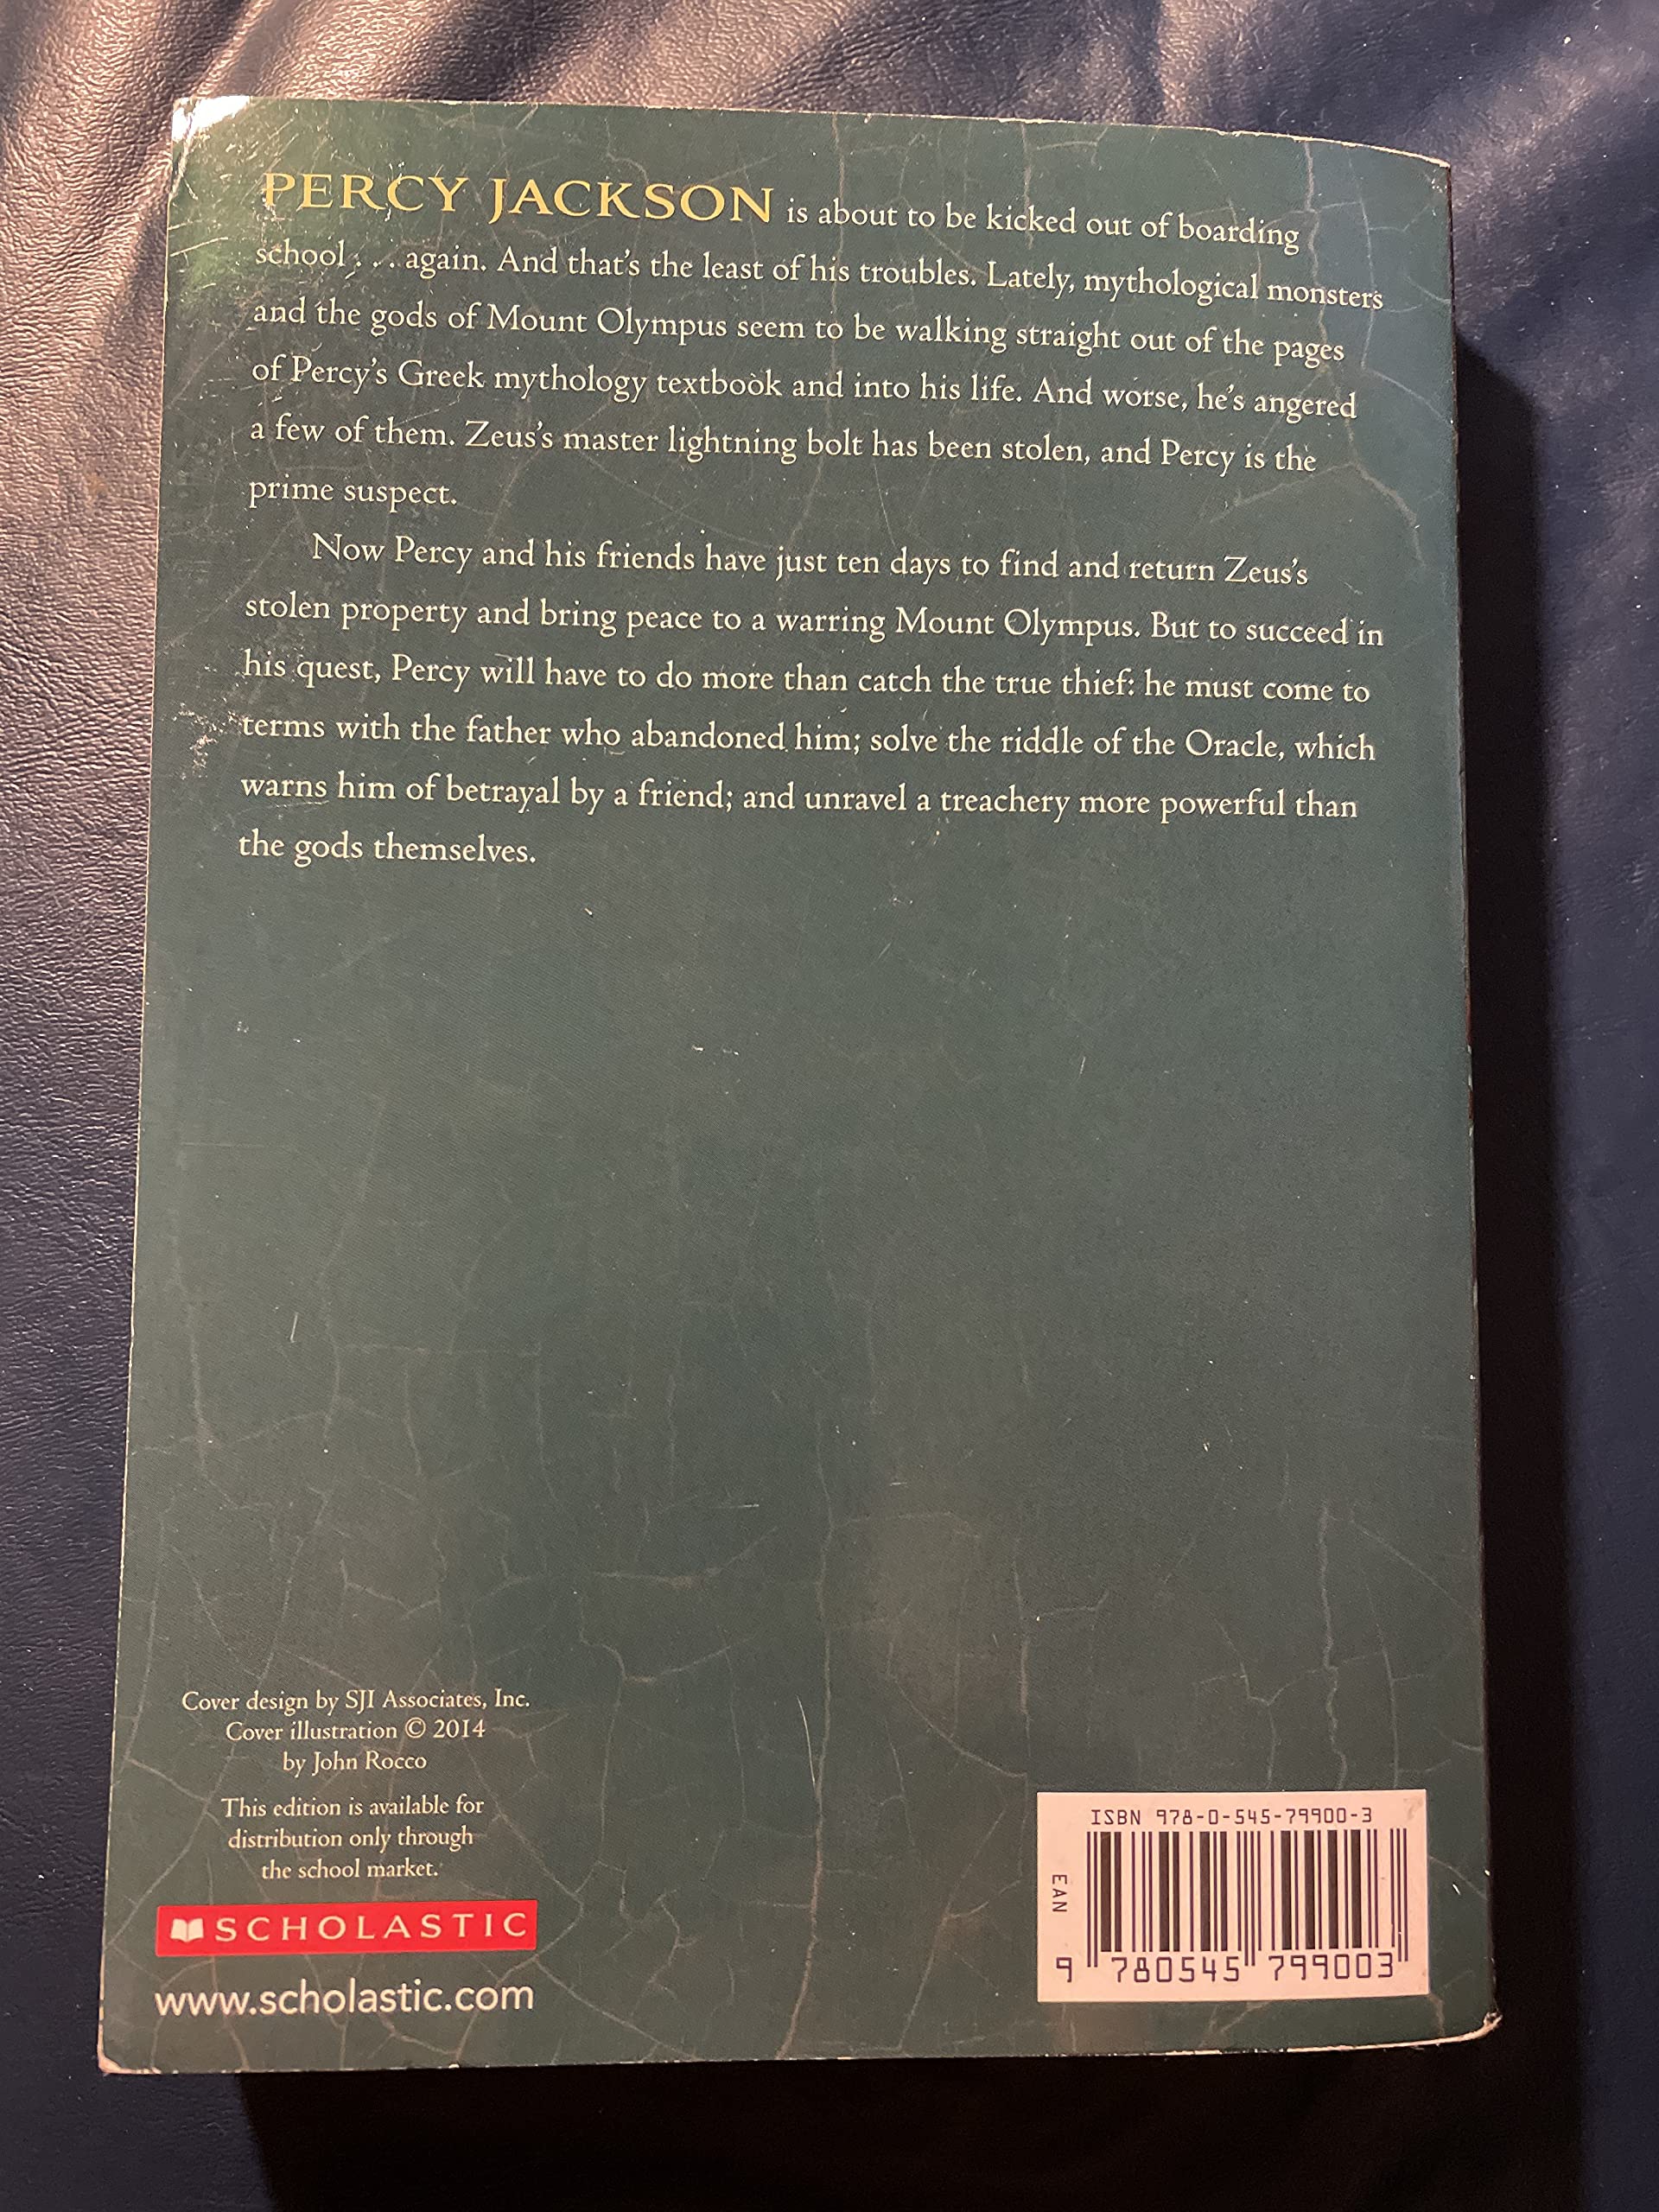 PERCY JACKSON is about to be kicked out of boarding
school . . . again. And that's the least of his troubles. Lately, mythological monsters
and the gods of Mount Olympus seem to be walking straight out of the pages
of Percy's Greek mythology textbook and into his life. And worse, he's angered
a few of them. Zeus's master lightning bolt has been stolen, and Percy is the
prime suspect.
Now Percy and his friends have just ten days to find and return Zeus's
stolen property and bring peace to a warring Mount Olympus. But to succeed in
his quest, Percy will have to do more than catch the true thief: he must come to
terms with the father who abandoned him; solve the riddle of the Oracle, which
warns him of betrayal by a friend; and unravel a treachery more powerful than
the gods themselves.
Cover design by SJI Associates, Inc.
Cover illustration © 2014
by John Rocco
This edition is available for
distribution only through
the school market.
SCHOLASTIC
www.scholastic.com
ISBN 978-0-545-79900-3
EAN
9 780545 799003